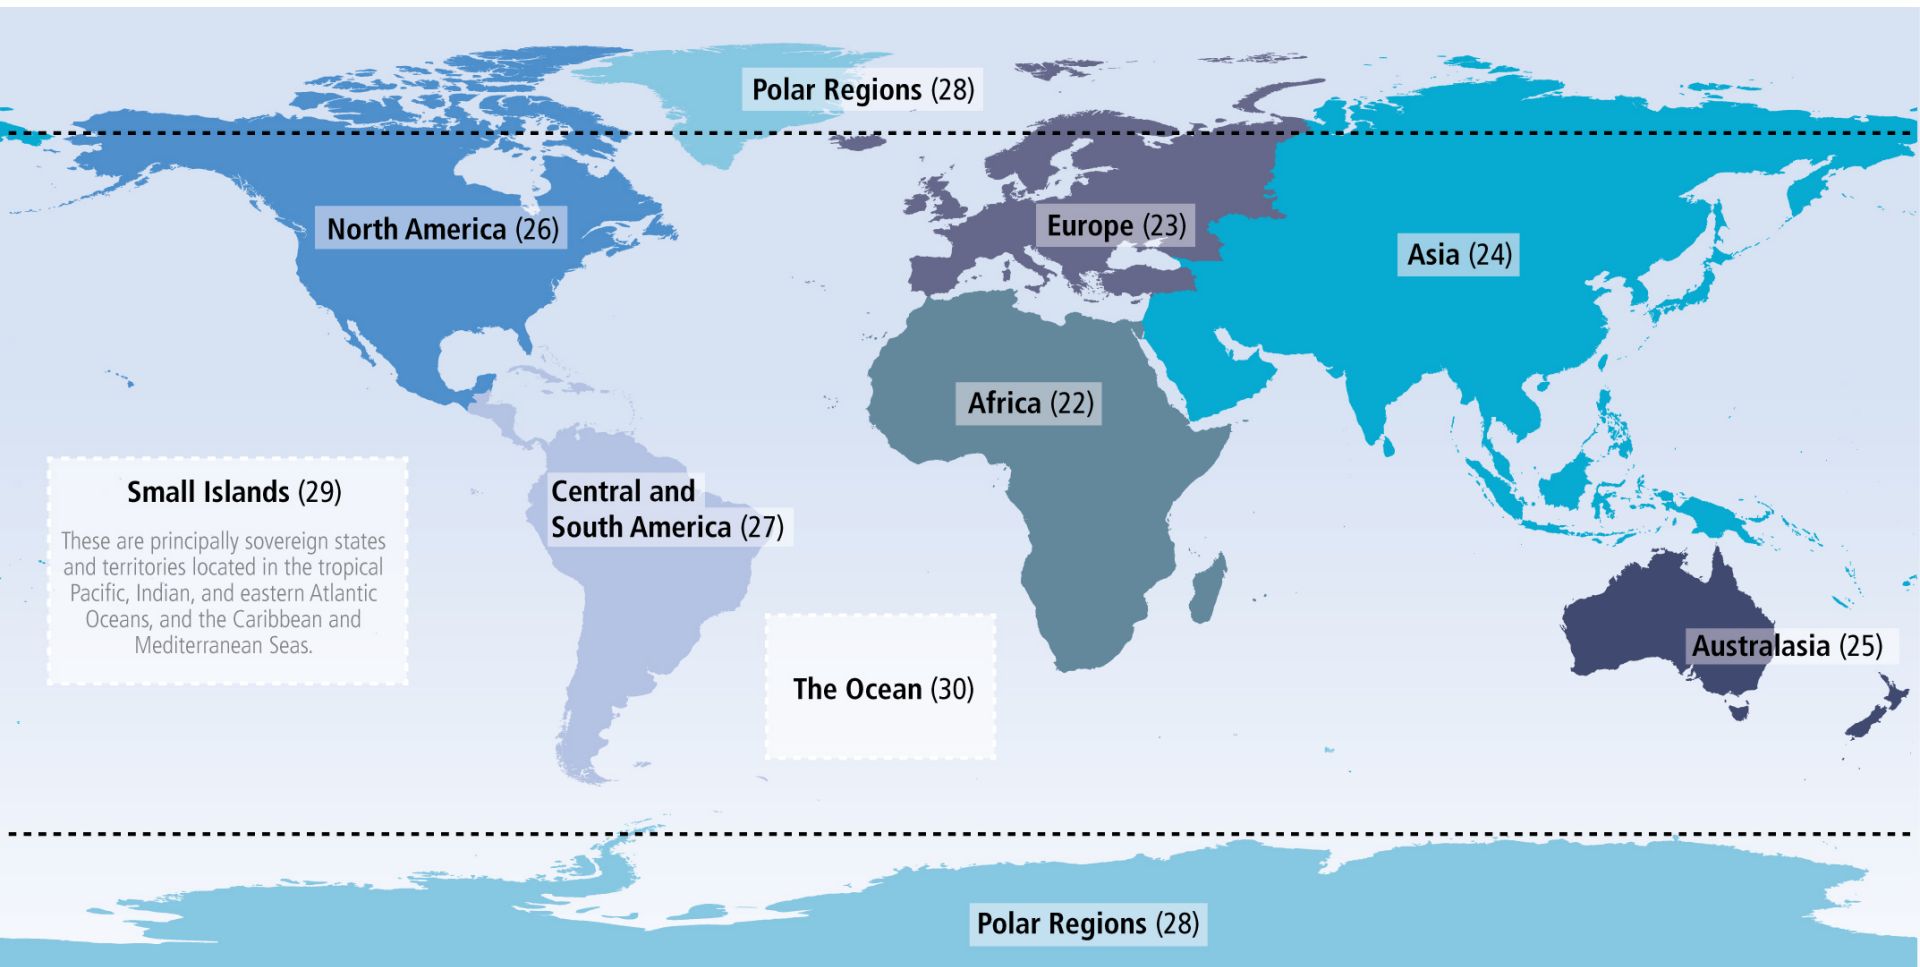 Polar Regions (28)
North America (26)
Europe (23)
Asia (24)
Africa (22)
Small Islands (29)
These are principally sovereign states
and territories located in the tropical
Pacific, Indian, and eastern Atlantic
Oceans, and the Caribbean and
Mediterranean Seas.
Central and
South America (27)
The Ocean (30)
Australasia (25)
Polar Regions (28)